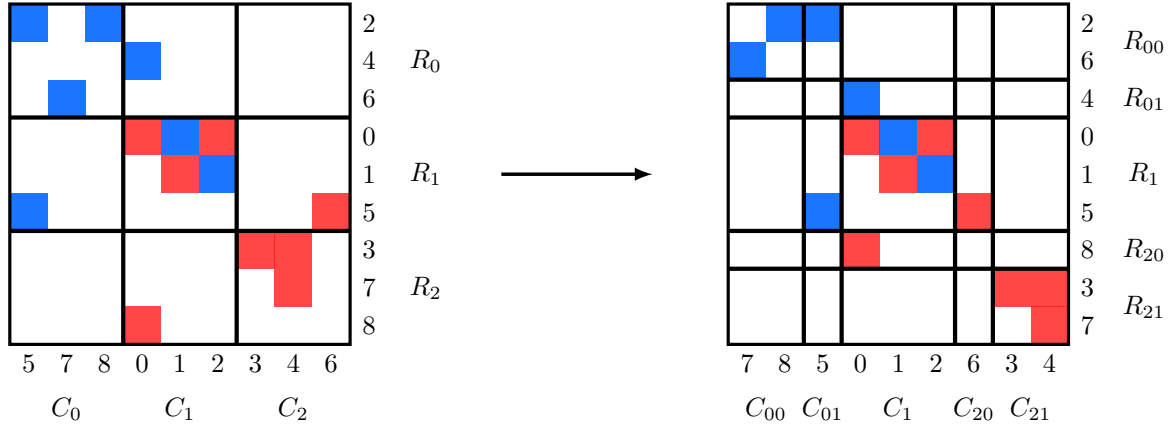 2
4 R_0
6
0
1 R_1
5
3
7 R_2
8
5 7 8 0 1 2 3 4 6
C_0 C_1 C_2
2
6 R_00
4 R_01
0
1 R_1
5
8 R_20
3
7 R_21
7 8 5 0 1 2 6 3 4
C_00 C_01 C_1 C_20 C_21